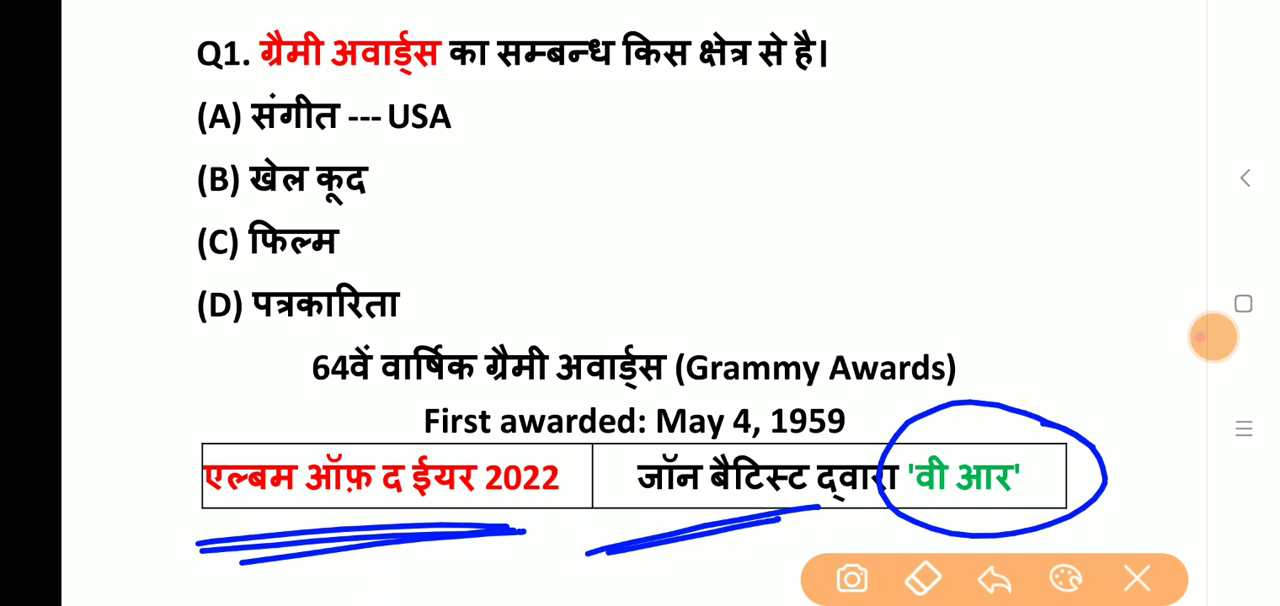 Q1. ग्रैमी अवार्ड्स का सम्बन्ध किस क्षेत्र से है।
(A) संगीत --- USA
(B) खेल कूद
(C) फिल्म
(D) पत्रकारिता
64वें वार्षिक ग्रैमी अवार्ड्स (Grammy Awards)
First awarded: May 4, 1959
एल्बम ऑफ़ द ईयर 2022 जॉन बैटिस्ट द्वारा 'वी आर'